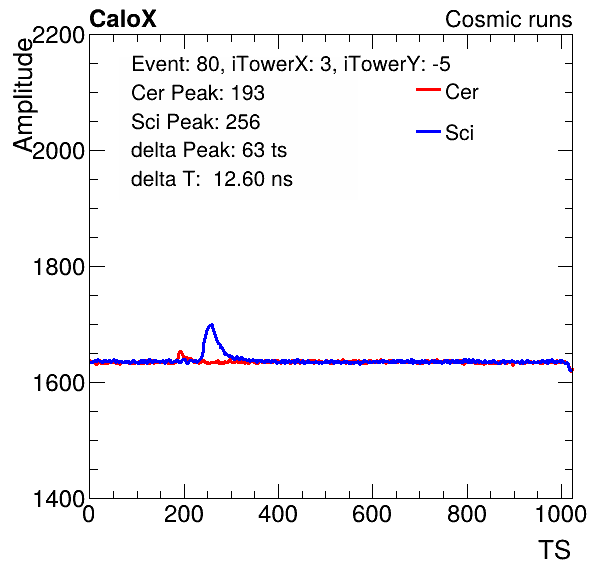 CaloX Cosmic runs
Amplitude
Event: 80, iTowerX: 3, iTowerY: -5
Cer Peak: 193
Sci Peak: 256
delta Peak: 63 ts
delta T: 12.60 ns
Cer
Sci
2200
2000
1800
1600
1400
0 200 400 600 800 1000
TS